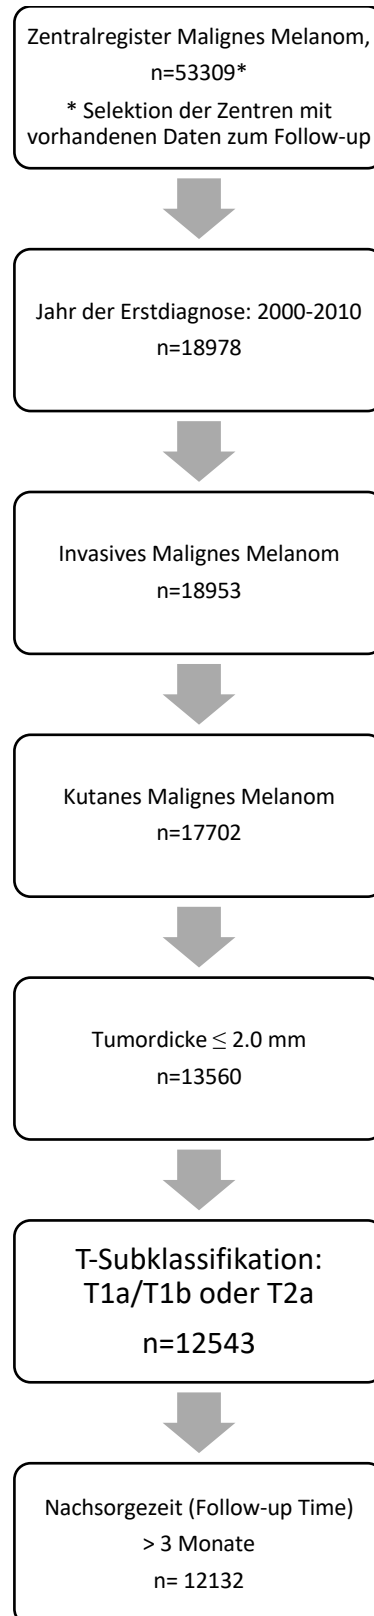 Zentralregister Malignes Melanom,
n=53309*
* Selektion der Zentren mit
vorhandenen Daten zum Follow-up
Jahr der Erstdiagnose: 2000-2010
n=18978
Invasives Malignes Melanom
n=18953
Kutanes Malignes Melanom
n=17702
Tumordicke ≤ 2.0 mm
n=13560
T-Subklassifikation:
T1a/T1b oder T2a
n=12543
Nachsorgezeit (Follow-up Time)
> 3 Monate
n= 12132